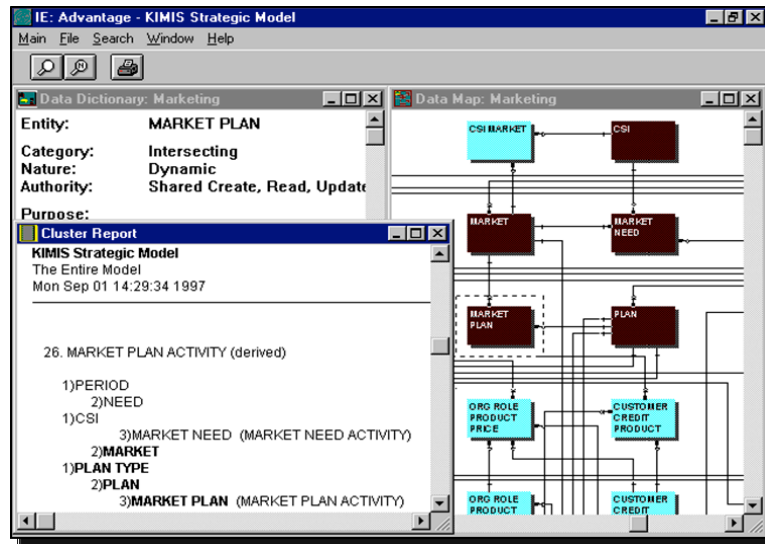 IE: Advantage - KIMIS Strategic Model
Main File Search Window Help
Data Dictionary: Marketing
Entity: MARKET PLAN
Category: Intersecting
Nature: Dynamic
Authority: Shared Create, Read, Update
Purpose:
Cluster Report
KIMIS Strategic Model
The Entire Model
Mon Sep 01 14:29:34 1997
26. MARKET PLAN ACTIVITY (derived)
1)PERIOD
2)NEED
1)CSI
3)MARKET NEED (MARKET NEED ACTIVITY)
2)MARKET
1)PLAN TYPE
2)PLAN
3)MARKET PLAN (MARKET PLAN ACTIVITY)
Data Map: Marketing
CSI MARKET
CSI
MARKET
MARKET
NEED
MARKET
PLAN
PLAN
ORG ROLE
PRODUCT
PRICE
CUSTOMER
CREDIT
PRODUCT
ORG ROLE
PRODUCT
CUSTOMER
CREDIT